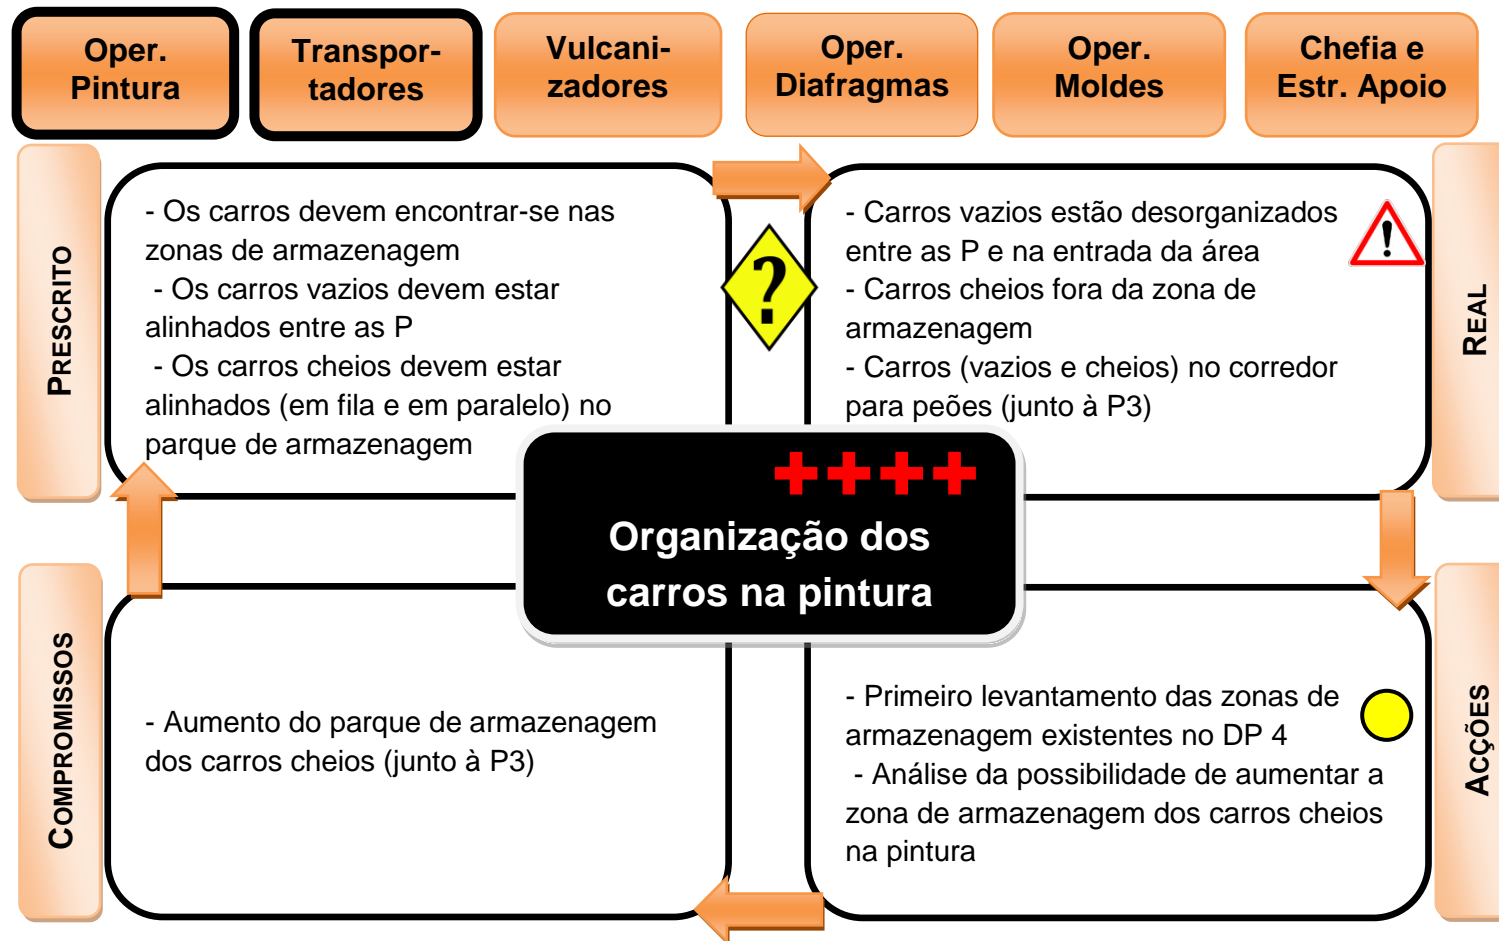 Oper.
Pintura
Transpor-
tadores
Vulcani-
zadores
Oper.
Diafragmas
Oper.
Moldes
Chefia e
Estr. Apoio
PRESCRITO
- Os carros devem encontrar-se nas
zonas de armazenagem
- Os carros vazios devem estar
alinhados entre as P
- Os carros cheios devem estar
alinhados (em fila e em paralelo) no
parque de armazenagem
?
- Carros vazios estão desorganizados
entre as P e na entrada da área
- Carros cheios fora da zona de
armazenagem
- Carros (vazios e cheios) no corredor
para peões (junto à P3)
!
REAL
Organização dos
carros na pintura
COMPROMISSOS
- Aumento do parque de armazenagem
dos carros cheios (junto à P3)
- Primeiro levantamento das zonas de
armazenagem existentes no DP 4
- Análise da possibilidade de aumentar a
zona de armazenagem dos carros cheios
na pintura
ACÇÕES